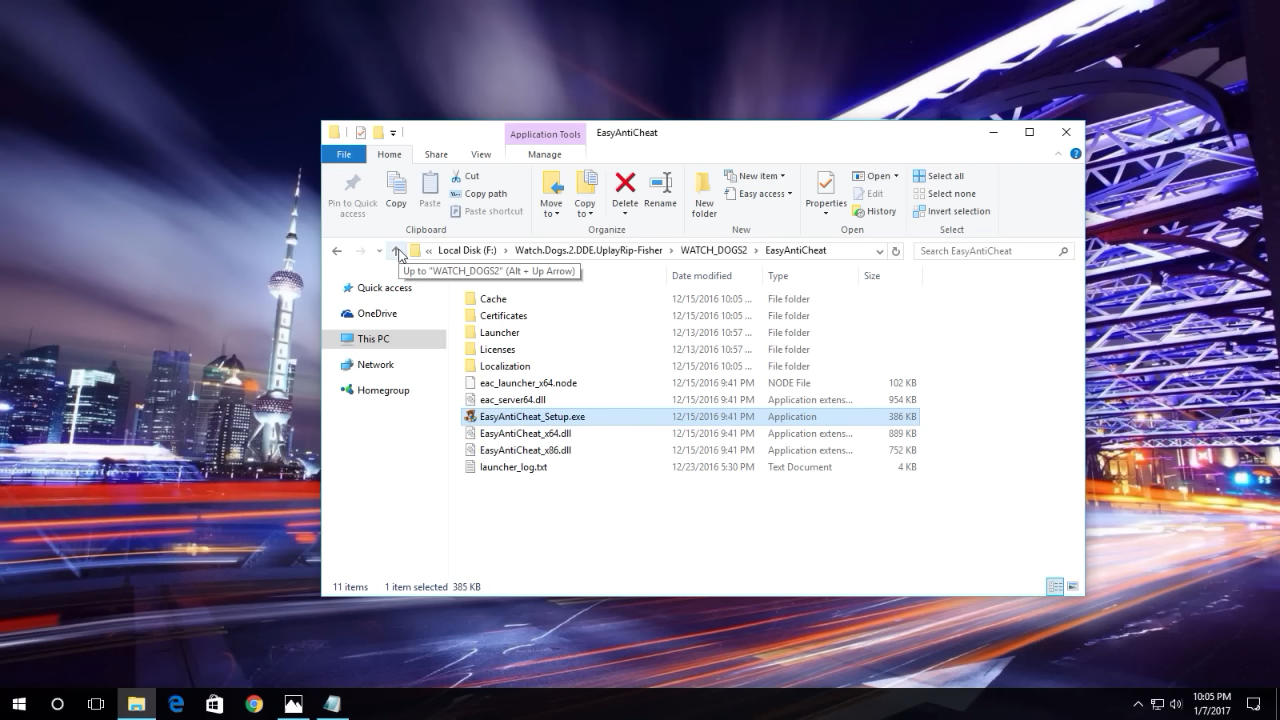 Application Tools EasyAntiCheat
File Home Share View Manage
Pin to Quick access
Copy
Paste
Cut
Copy path
Paste shortcut
Clipboard
Move to
Copy to
Delete
Rename
Organize
New folder
New item
Easy access
New
Properties
Open
Edit
History
Open
Select all
Select none
Invert selection
Select
« Local Disk (F:) › Watch.Dogs.2.DDE.UplayRip-Fisher › WATCH_DOGS2 › EasyAntiCheat
Search EasyAntiCheat
Up to "WATCH_DOGS2" (Alt + Up Arrow)
Date modified Type Size
Quick access
OneDrive
This PC
Network
Homegroup
Cache 12/15/2016 10:05 ... File folder
Certificates 12/15/2016 10:05 ... File folder
Launcher 12/13/2016 10:57 ... File folder
Licenses 12/13/2016 10:57 ... File folder
Localization 12/15/2016 10:05 ... File folder
eac_launcher_x64.node 12/15/2016 9:41 PM NODE File 102 KB
eac_server64.dll 12/15/2016 9:41 PM Application extens... 954 KB
EasyAntiCheat_Setup.exe 12/15/2016 9:41 PM Application 386 KB
EasyAntiCheat_x64.dll 12/15/2016 9:41 PM Application extens... 889 KB
EasyAntiCheat_x86.dll 12/15/2016 9:41 PM Application extens... 752 KB
launcher_log.txt 12/23/2016 5:30 PM Text Document 4 KB
11 items 1 item selected 385 KB
10:05 PM
1/7/2017